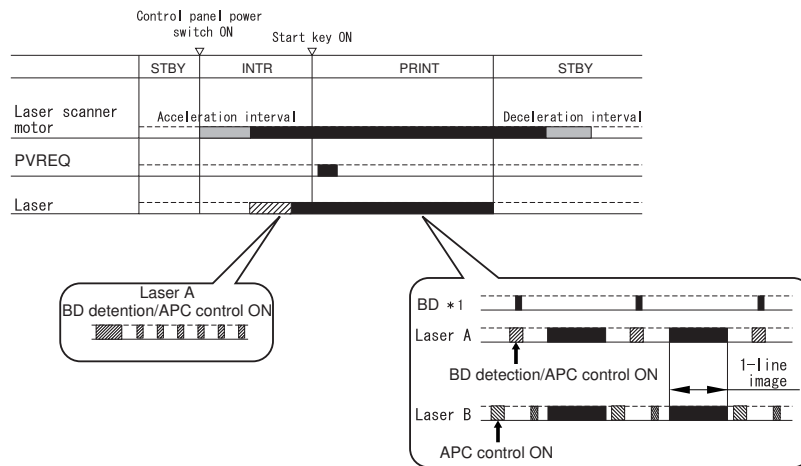 Control panel power
switch ON
Start key ON
STBY INTR PRINT STBY
Laser scanner
motor
Acceleration interval
Deceleration interval
PVREQ
Laser
Laser A
BD detention/APC control ON
BD *1
Laser A
BD detection/APC control ON
1-line
image
Laser B
APC control ON